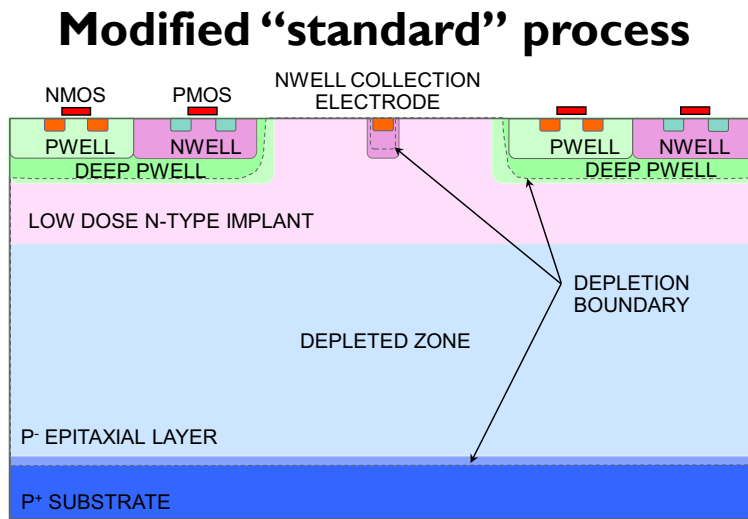 Modified “standard” process
NWELL COLLECTION
ELECTRODE
NMOS
PMOS
PWELL
NWELL
DEEP PWELL
PWELL
NWELL
DEEP PWELL
LOW DOSE N-TYPE IMPLANT
DEPLETION
BOUNDARY
DEPLETED ZONE
P- EPITAXIAL LAYER
P+ SUBSTRATE